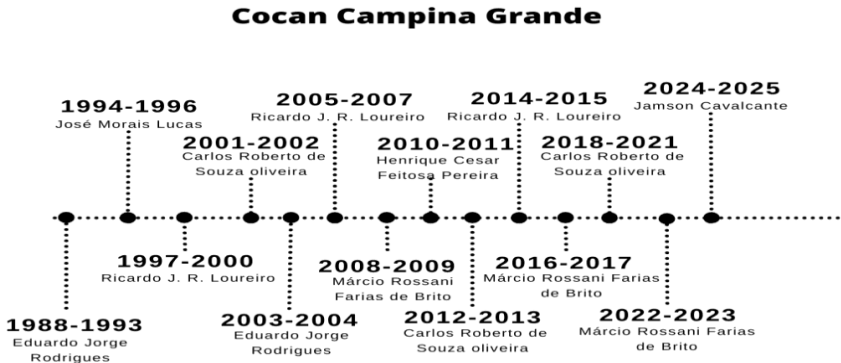 Cocan Campina Grande
1994-1996
José Morais Lucas
2005-2007
Ricardo J. R. Loureiro
2014-2015
Ricardo J. R. Loureiro
2024-2025
Jamson Cavalcante
2001-2002
Carlos Roberto de
Souza oliveira
2010-2011
Henrique Cesar
Feitosa Pereira
2018-2021
Carlos Roberto de
Souza oliveira
1997-2000
Ricardo J. R. Loureiro
2008-2009
Márcio Rossani
Farias de Brito
2016-2017
Márcio Rossani Farias
de Brito
1988-1993
Eduardo Jorge
Rodrigues
2003-2004
Eduardo Jorge
Rodrigues
2012-2013
Carlos Roberto de
Souza oliveira
2022-2023
Márcio Rossani Farias
de Brito